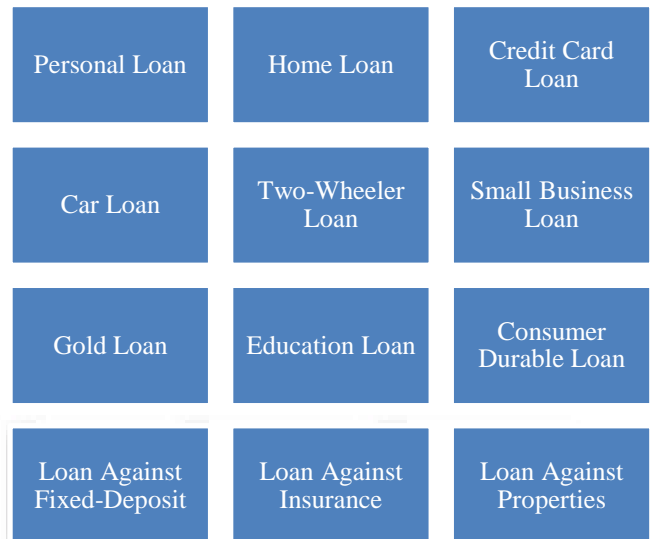 Personal Loan
Home Loan
Credit Card
Loan
Car Loan
Two-Wheeler
Loan
Small Business
Loan
Gold Loan
Education Loan
Consumer
Durable Loan
Loan Against
Fixed-Deposit
Loan Against
Insurance
Loan Against
Properties